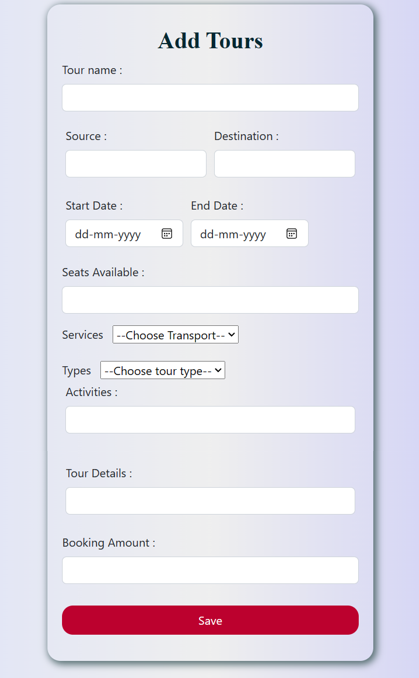 Add Tours
Tour name :
Source : Destination :
Start Date : End Date :
dd-mm-yyyy dd-mm-yyyy
Seats Available :
Services --Choose Transport--
Types --Choose tour type--
Activities :
Tour Details :
Booking Amount :
Save